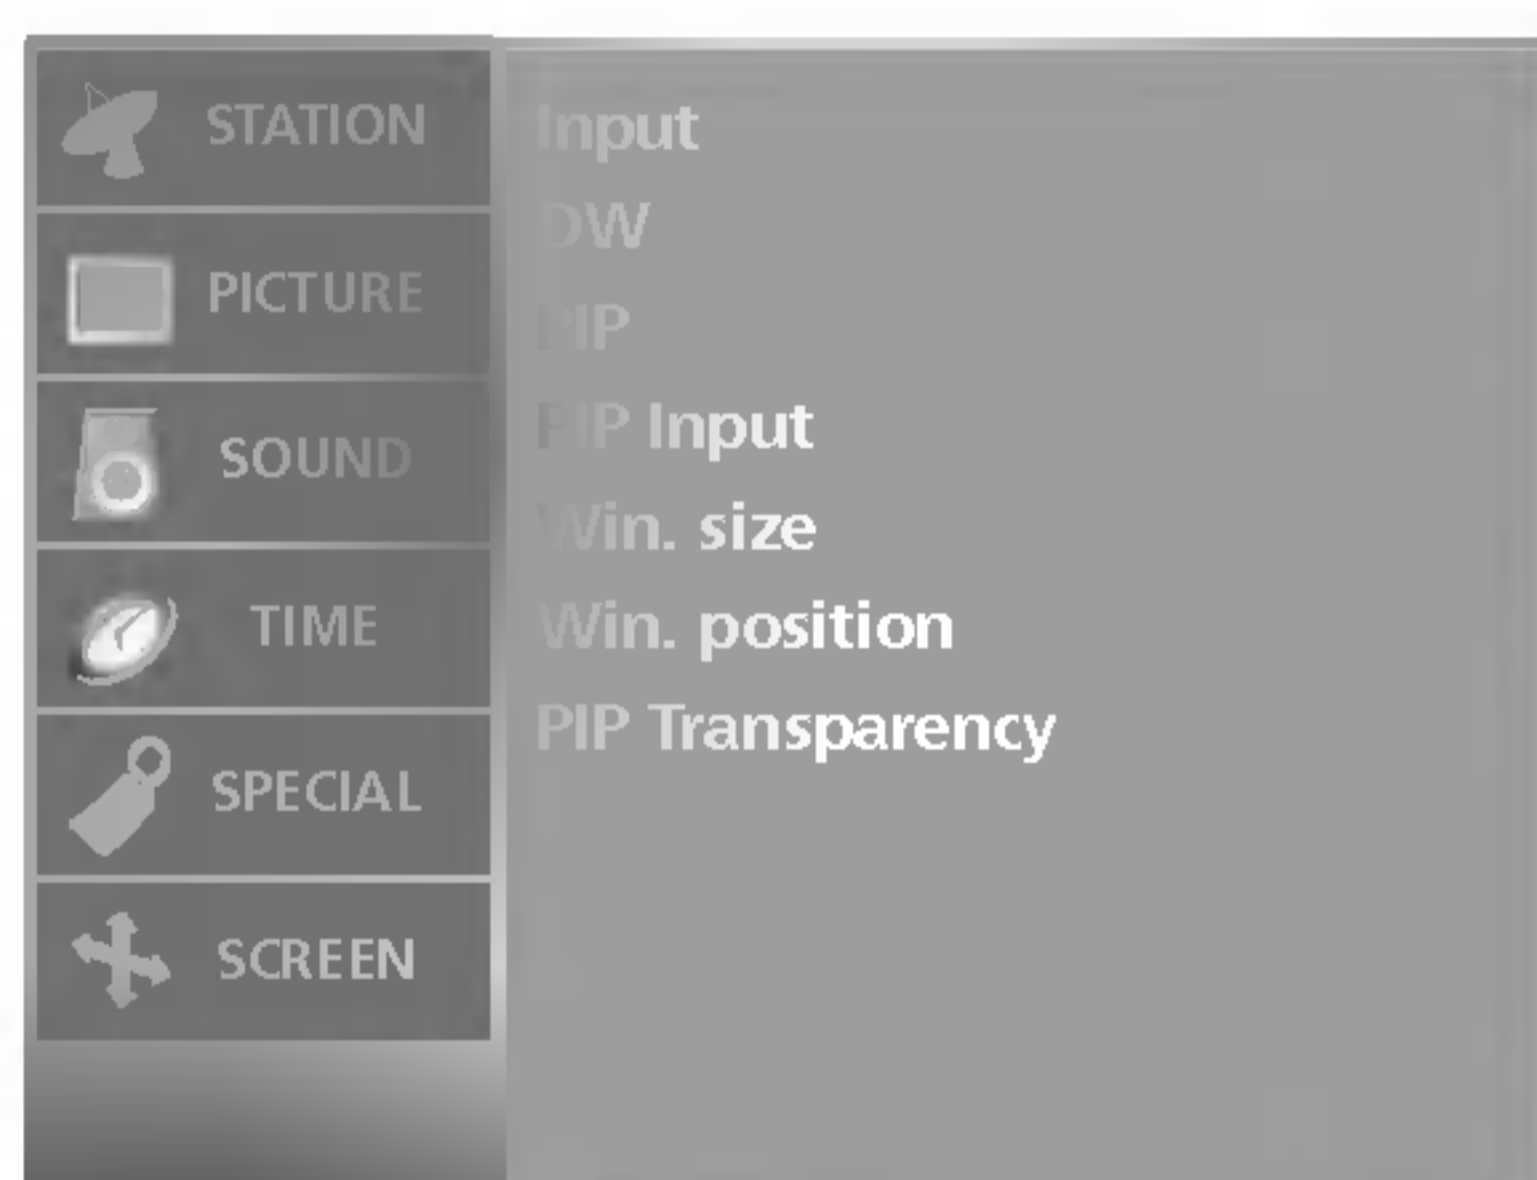 STATION
PICTURE
SOUND
TIME
SPECIAL
SCREEN
Input
DW
PIP
PIP Input
Win. size
Win. position
PIP Transparency